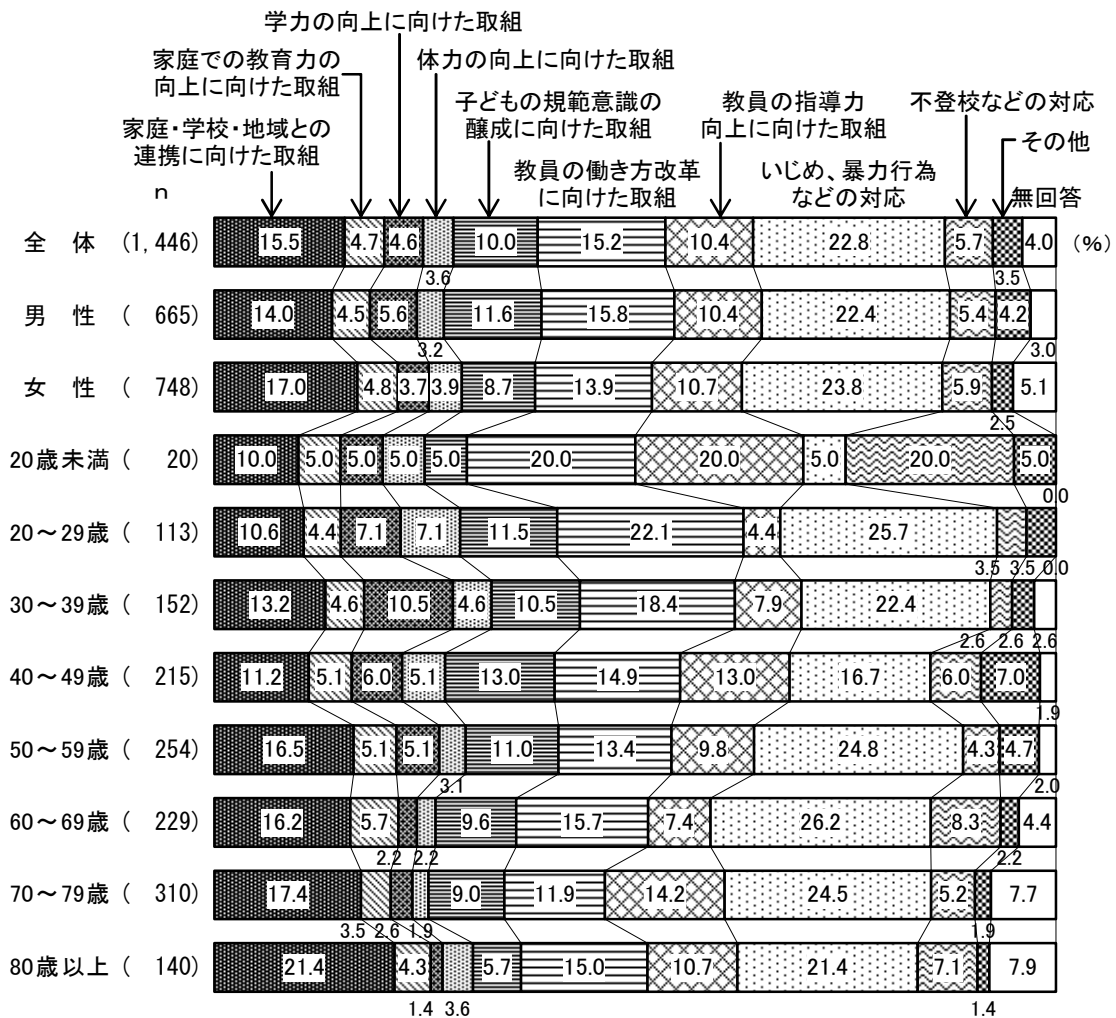 学力の向上に向けた取組
家庭での教育力の
向上に向けた取組
体力の向上に向けた取組
家庭・学校・地域との
連携に向けた取組
子どもの規範意識の
醸成に向けた取組
教員の働き方改革
に向けた取組
教員の指導力
向上に向けた取組
いじめ、暴力行為
などの対応
不登校などの対応
その他
無回答
n
(%)
全 体 (1,446) 15.5 4.7 4.6 3.6 10.0 15.2 10.4 22.8 5.7 3.5 4.0
男 性 ( 665) 14.0 4.5 5.6 3.2 11.6 15.8 10.4 22.4 5.4 4.2 3.0
女 性 ( 748) 17.0 4.8 3.7 3.9 8.7 13.9 10.7 23.8 5.9 2.5 5.1
20歳未満 ( 20) 10.0 5.0 5.0 5.0 5.0 20.0 20.0 5.0 20.0 5.0 0.0
20～29歳 ( 113) 10.6 4.4 7.1 7.1 11.5 22.1 4.4 25.7 3.5 3.5 0.0
30～39歳 ( 152) 13.2 4.6 10.5 4.6 10.5 18.4 7.9 22.4 2.6 2.6 2.6
40～49歳 ( 215) 11.2 5.1 6.0 5.1 13.0 14.9 13.0 16.7 6.0 7.0 1.9
50～59歳 ( 254) 16.5 5.1 5.1 3.1 11.0 13.4 9.8 24.8 4.3 4.7 2.0
60～69歳 ( 229) 16.2 5.7 2.2 2.2 9.6 15.7 7.4 26.2 8.3 2.2 4.4
70～79歳 ( 310) 17.4 3.5 2.6 1.9 9.0 11.9 14.2 24.5 5.2 1.9 7.7
80歳以上 ( 140) 21.4 4.3 1.4 3.6 5.7 15.0 10.7 21.4 7.1 1.4 7.9